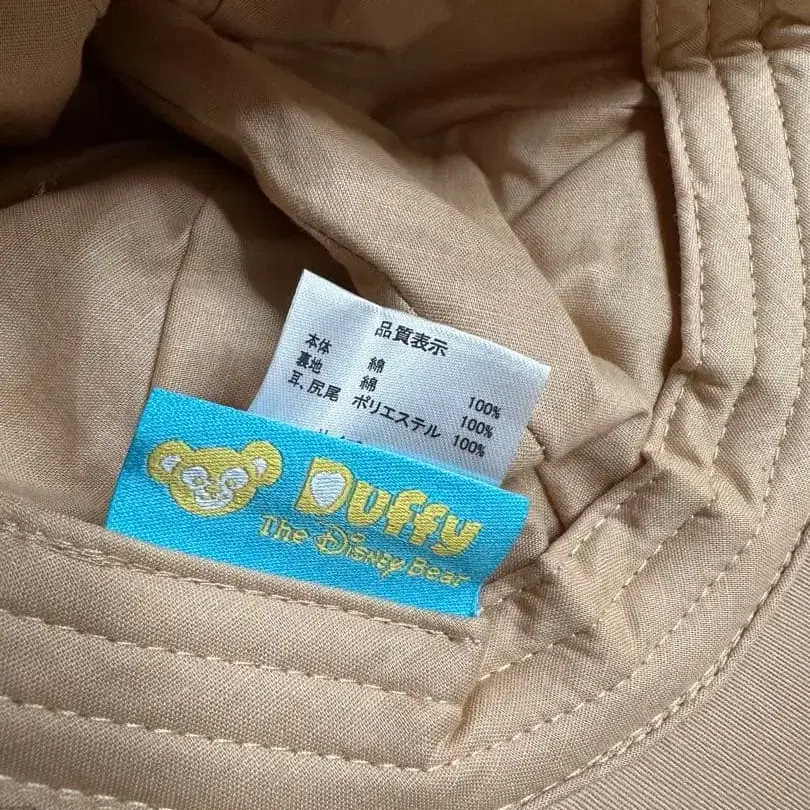 品質表示
本体 綿 100%
裏地 綿 100%
耳、尻尾 ポリエステル 100%
Duffy
The Disney Bear